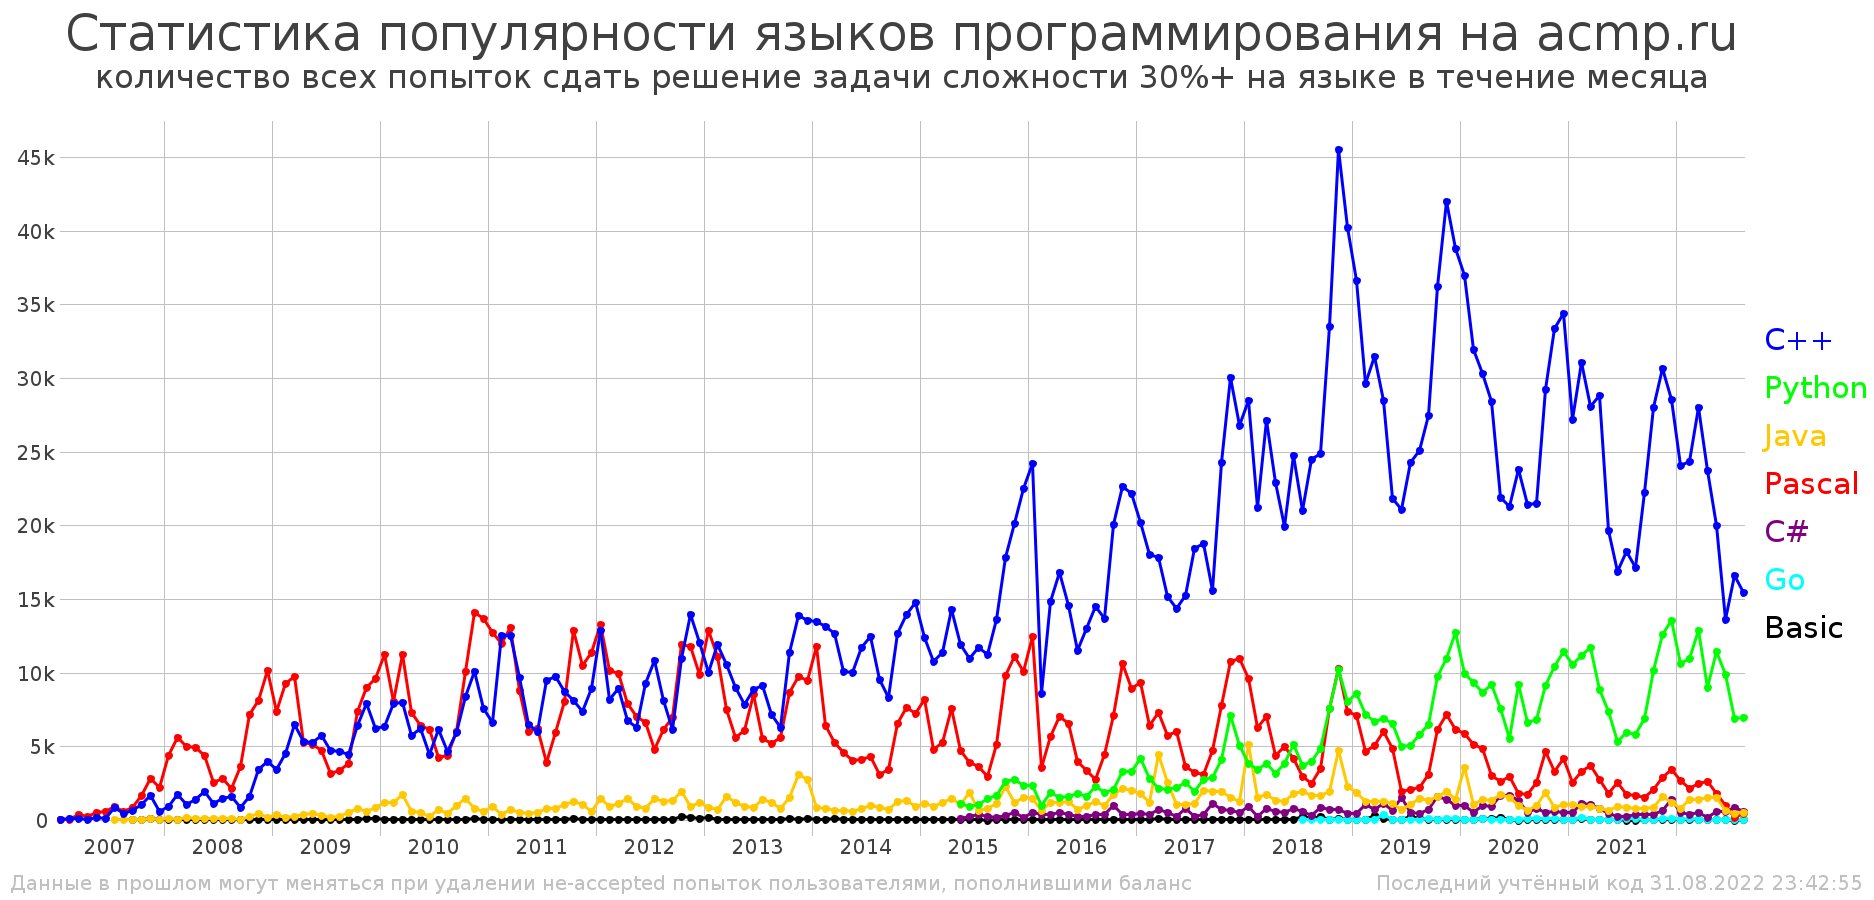 Статистика популярности языков программирования на acmp.ru
количество всех попыток сдать решение задачи сложности 30%+ на языке в течение месяца
45k
40k
35k
30k
25k
20k
15k
10k
5k
0
C++
Python
Java
Pascal
C#
Go
Basic
2007 2008 2009 2010 2011 2012 2013 2014 2015 2016 2017 2018 2019 2020 2021
Данные в прошлом могут меняться при удалении не-accepted попыток пользователями, пополнившими баланс
Последний учтённый код 31.08.2022 23:42:55